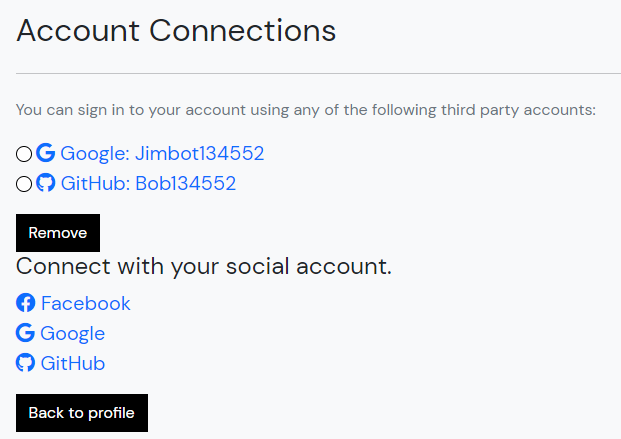 Account Connections
You can sign in to your account using any of the following third party accounts:
Google: Jimbot134552
GitHub: Bob134552
Remove
Connect with your social account.
Facebook
Google
GitHub
Back to profile